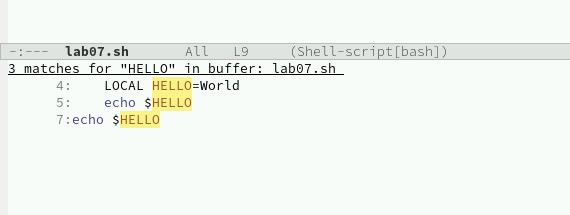 -:---  lab07.sh       All   L9     (Shell-script[bash])
3 matches for "HELLO" in buffer: lab07.sh
      4:    LOCAL HELLO=World
      5:    echo $HELLO
      7:echo $HELLO